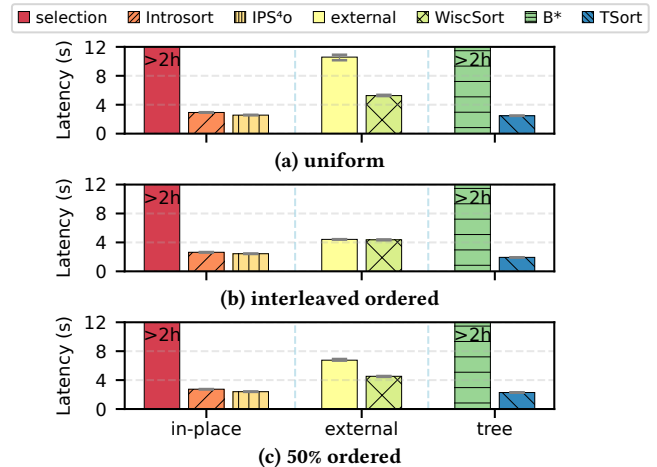 selection Introsort IPS⁴o external WiscSort B* TSort
Latency (s)
12
8
4
0
>2h
>2h
(a) uniform
Latency (s)
12
8
4
0
>2h
>2h
(b) interleaved ordered
Latency (s)
12
8
4
0
>2h
>2h
in-place external tree
(c) 50% ordered